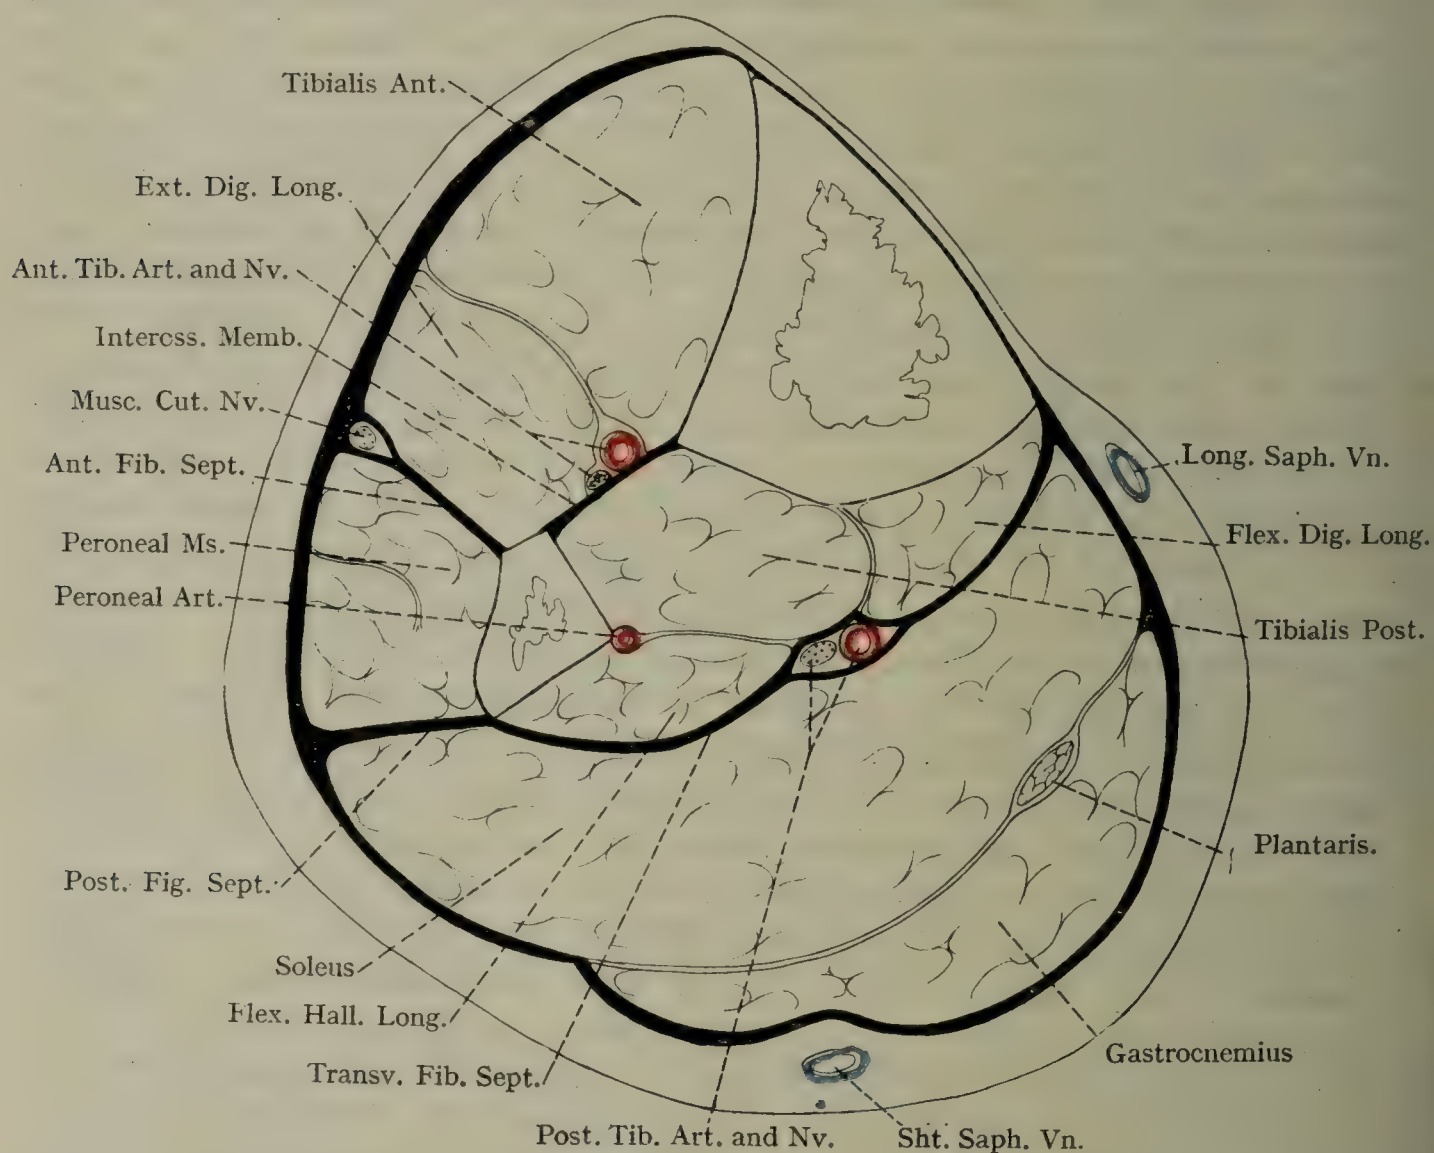 Tibialis Ant.
Ext. Dig. Long.
Ant. Tib. Art. and Nv.
Intercss. Memb.
Musc. Cut. Nv.
Ant. Fib. Sept.
Peroneal Ms.
Peroneal Art.
Long. Saph. Vn.
Flex. Dig. Long.
Tibialis Post.
Plantaris.
Post. Fig. Sept.
Soleus
Flex. Hall. Long.
Transv. Fib. Sept.
Gastrocnemius
Post. Tib. Art. and Nv.
Sht. Saph. Vn.